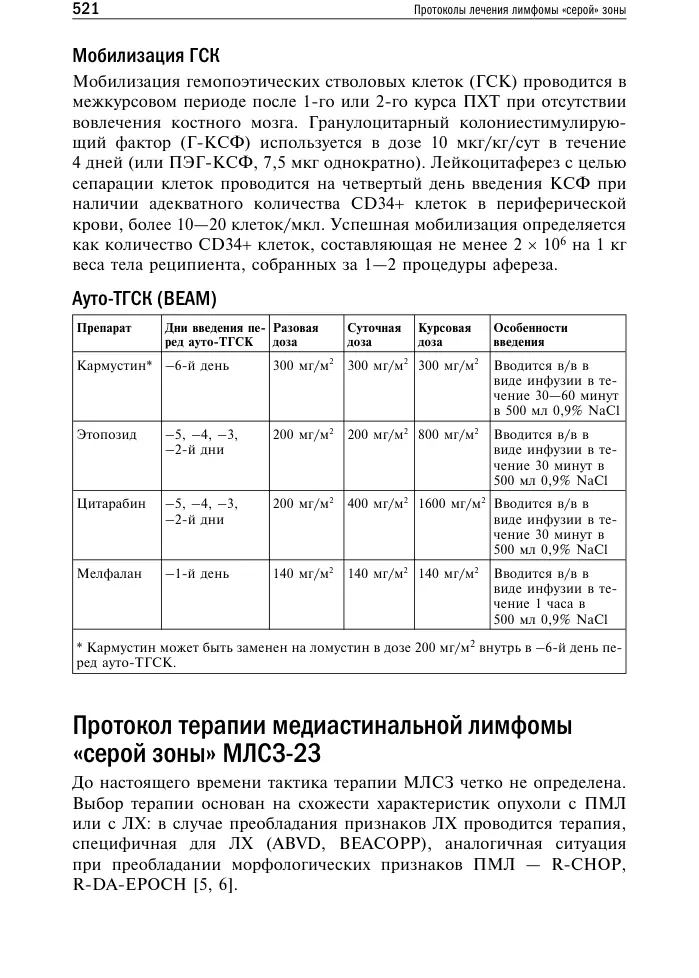 521
Протоколы лечения лимфомы «серой» зоны
Мобилизация ГСК
Мобилизация гемопоэтических стволовых клеток (ГСК) проводится в
межкурсовом периоде после 1-го или 2-го курса ПХТ при отсутствии
вовлечения костного мозга. Гранулоцитарный колониестимулирую-
щий фактор (Г-КСФ) используется в дозе 10 мкг/кг/сут в течение
4 дней (или ПЭГ-КСФ, 7,5 мкг однократно). Лейкоцитаферез с целью
сепарации клеток проводится на четвертый день введения КСФ при
наличии адекватного количества CD34+ клеток в периферической
крови, более 10—20 клеток/мкл. Успешная мобилизация определяется
как количество CD34+ клеток, составляющая не менее 2 × 10⁶ на 1 кг
веса тела реципиента, собранных за 1—2 процедуры афереза.
Ауто-ТГСК (BEAM)
Препарат
Дни введения пе-
ред ауто-ТГСК
Разовая
доза
Суточная
доза
Курсовая
доза
Особенности
введения
Кармустин*
−6-й день
300 мг/м²
300 мг/м²
300 мг/м²
Вводится в/в в
виде инфузии в те-
чение 30—60 минут
в 500 мл 0,9% NaCl
Этопозид
−5, −4, −3,
−2-й дни
200 мг/м²
200 мг/м²
800 мг/м²
Вводится в/в в
виде инфузии в те-
чение 30 минут в
500 мл 0,9% NaCl
Цитарабин
−5, −4, −3,
−2-й дни
200 мг/м²
400 мг/м²
1600 мг/м²
Вводится в/в в
виде инфузии в те-
чение 30 минут в
500 мл 0,9% NaCl
Мелфалан
−1-й день
140 мг/м²
140 мг/м²
140 мг/м²
Вводится в/в в
виде инфузии в те-
чение 1 часа в
500 мл 0,9% NaCl
* Кармустин может быть заменен на ломустин в дозе 200 мг/м² внутрь в −6-й день пе-
ред ауто-ТГСК.
Протокол терапии медиастинальной лимфомы
«серой зоны» МЛСЗ-23
До настоящего времени тактика терапии МЛСЗ четко не определена.
Выбор терапии основан на схожести характеристик опухоли с ПМЛ
или с ЛХ: в случае преобладания признаков ЛХ проводится терапия,
специфичная для ЛХ (ABVD, BEACOPP), аналогичная ситуация
при преобладании морфологических признаков ПМЛ — R-CHOP,
R-DA-EPOCH [5, 6].